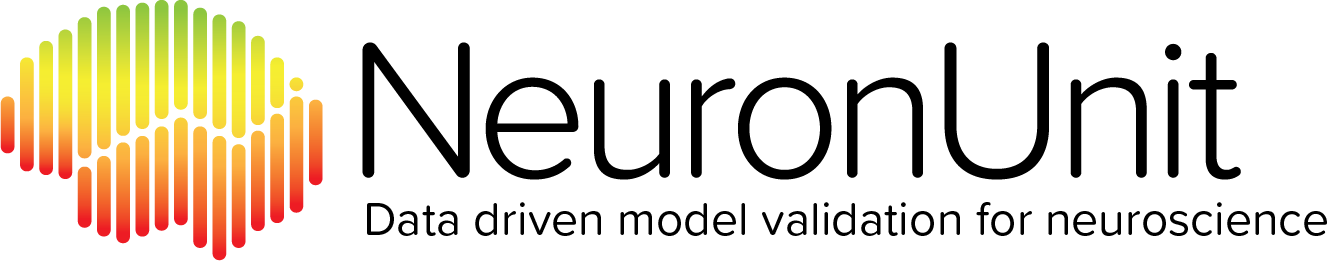 NeuronUnit
Data driven model validation for neuroscience